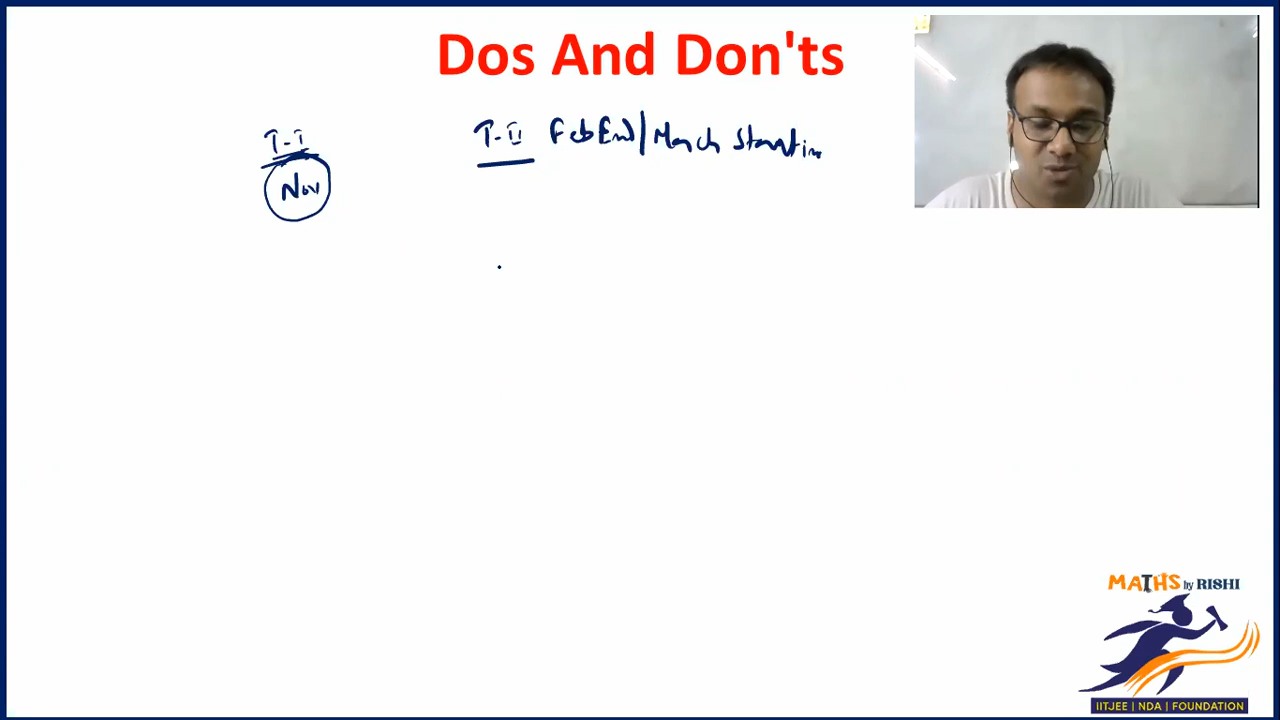 Dos And Don'ts
T-I
T-II Feb End/March Starting
Nov
MATHS by RISHI
IITJEE | NDA | FOUNDATION